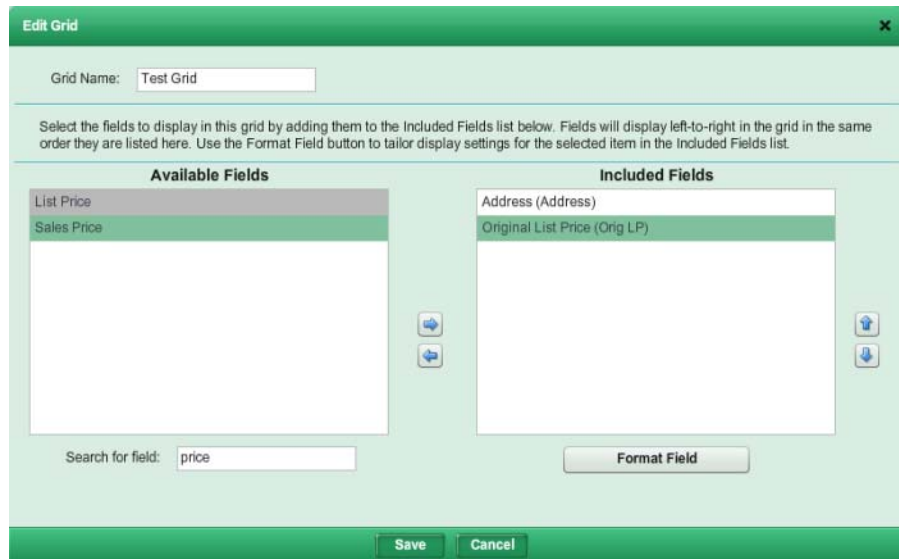 Edit Grid
Grid Name: Test Grid
Select the fields to display in this grid by adding them to the Included Fields list below. Fields will display left-to-right in the grid in the same
order they are listed here. Use the Format Field button to tailor display settings for the selected item in the Included Fields list.
Available Fields
List Price
Sales Price
Included Fields
Address (Address)
Original List Price (Orig LP)
Search for field: price
Format Field
Save Cancel